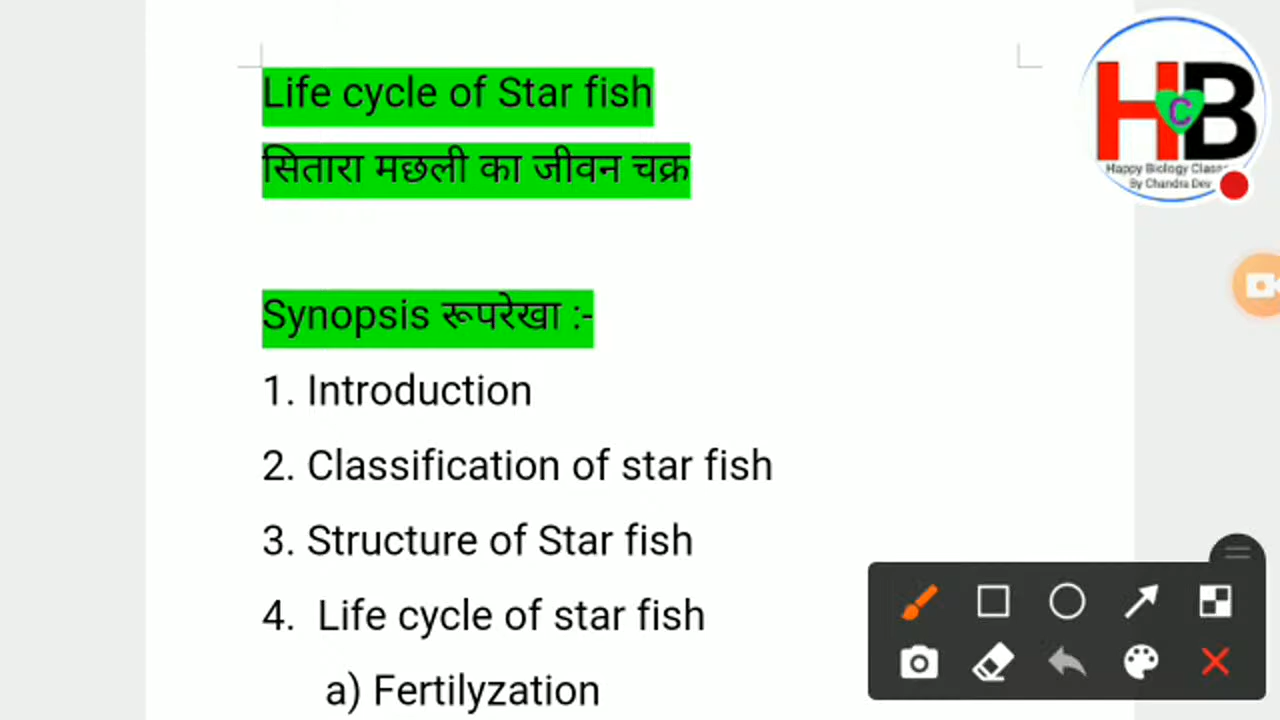 Life cycle of Star fish
सितारा मछली का जीवन चक्र
Synopsis रूपरेखा :-
1. Introduction
2. Classification of star fish
3. Structure of Star fish
4. Life cycle of star fish
a) Fertilyzation
HCB
Happy Biology Classes
By Chandra Dev